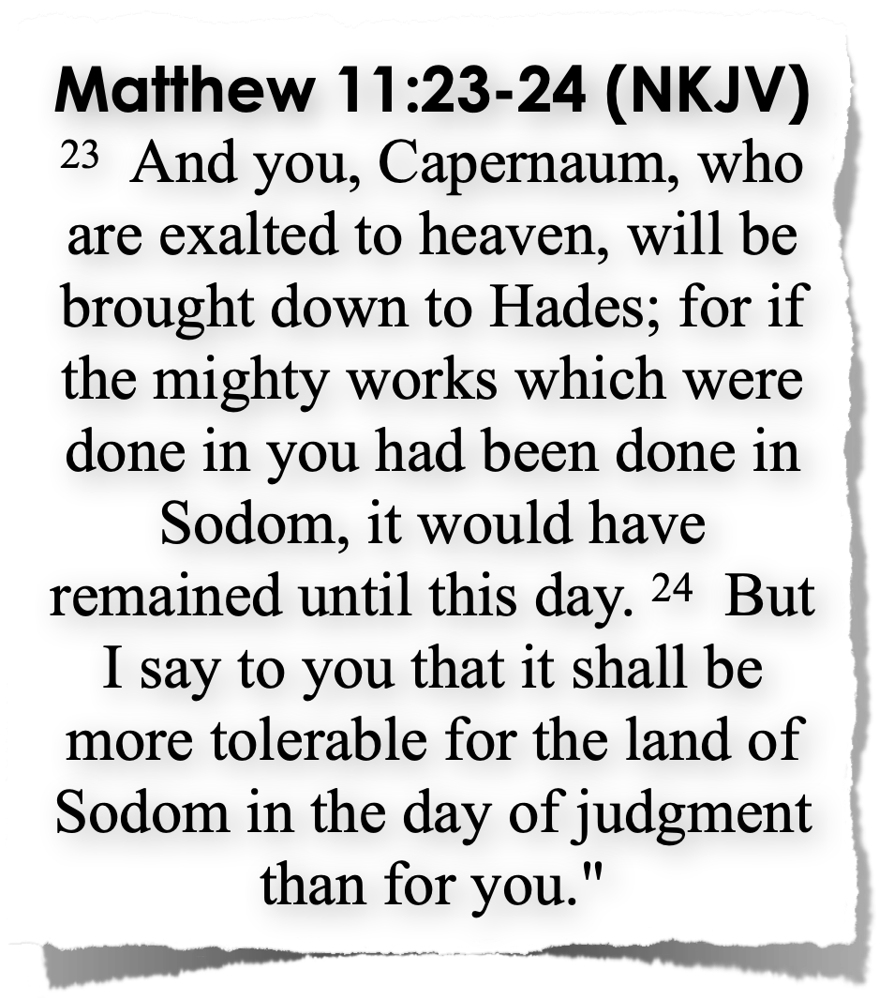 Matthew 11:23-24 (NKJV)
23 And you, Capernaum, who
are exalted to heaven, will be
brought down to Hades; for if
the mighty works which were
done in you had been done in
Sodom, it would have
remained until this day. 24 But
I say to you that it shall be
more tolerable for the land of
Sodom in the day of judgment
than for you."